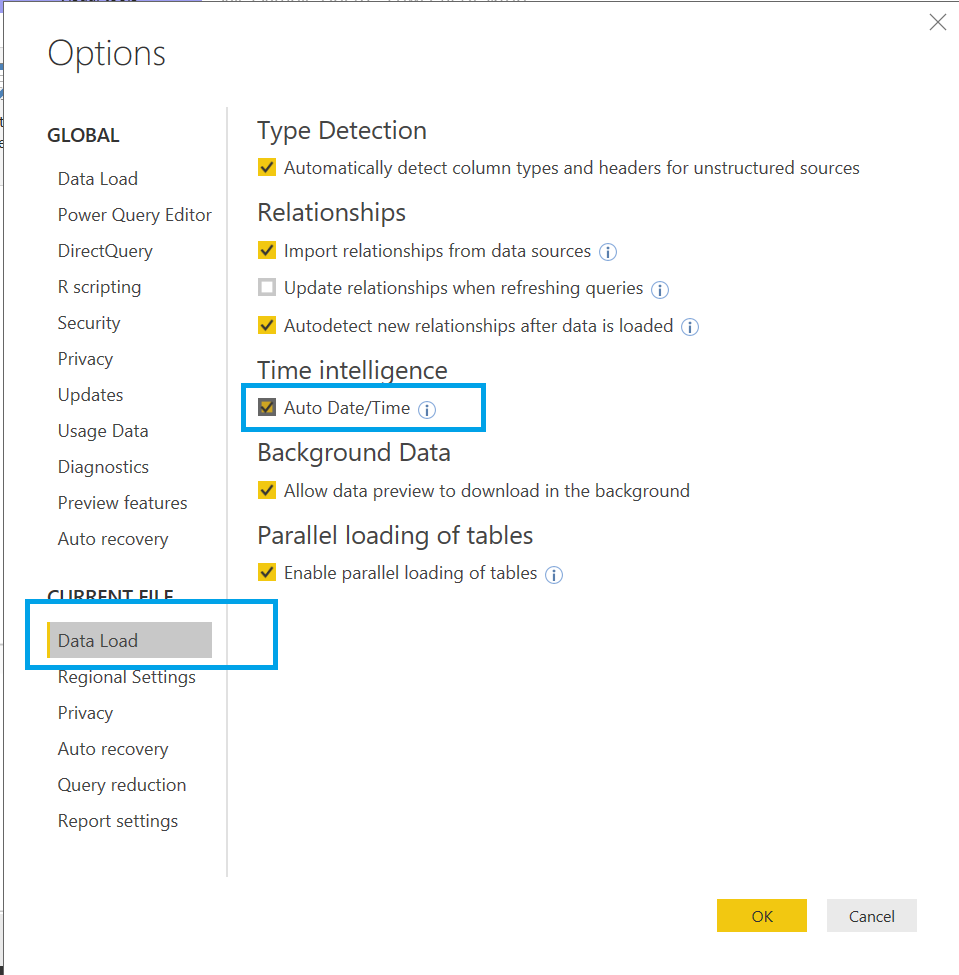 Options
GLOBAL
Data Load
Power Query Editor
DirectQuery
R scripting
Security
Privacy
Updates
Usage Data
Diagnostics
Preview features
Auto recovery
CURRENT FILE
Data Load
Regional Settings
Privacy
Auto recovery
Query reduction
Report settings
Type Detection
Automatically detect column types and headers for unstructured sources
Relationships
Import relationships from data sources
Update relationships when refreshing queries
Autodetect new relationships after data is loaded
Time intelligence
Auto Date/Time
Background Data
Allow data preview to download in the background
Parallel loading of tables
Enable parallel loading of tables
OK
Cancel